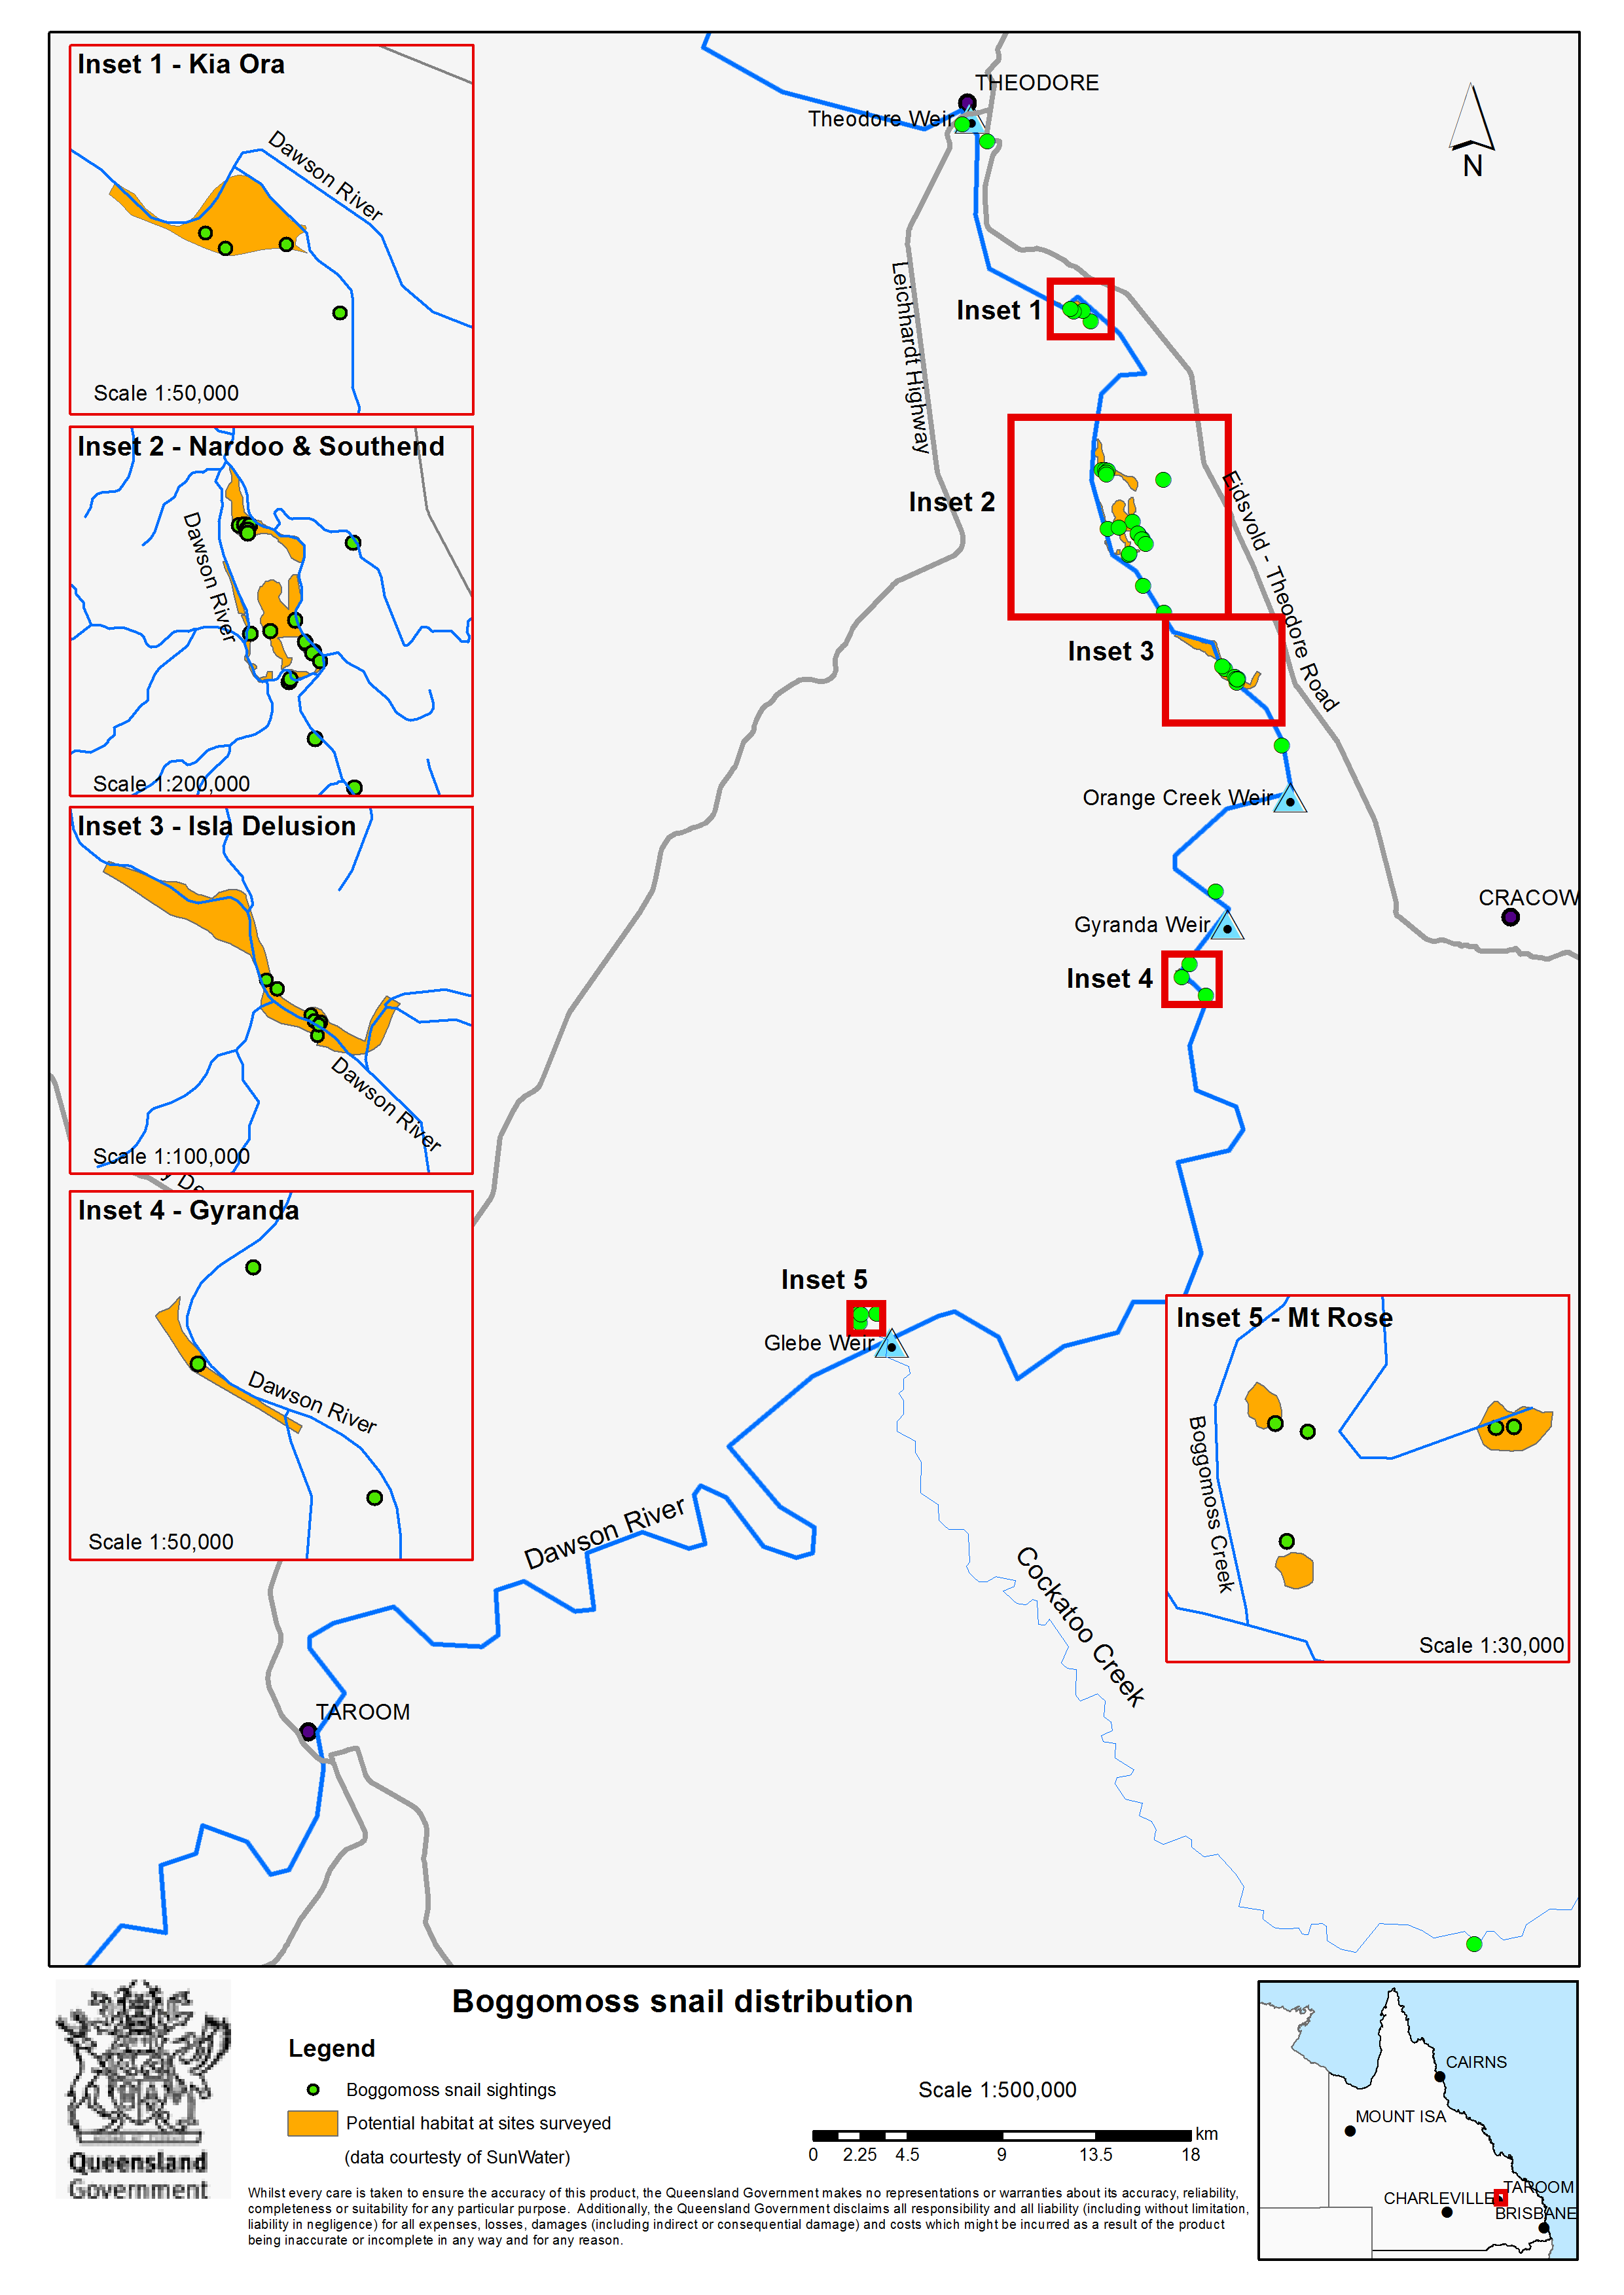 Inset 1 - Kia Ora
Dawson River
Scale 1:50,000
Inset 2 - Nardoo & Southend
Dawson River
Scale 1:200,000
Inset 3 - Isla Delusion
Dawson River
Scale 1:100,000
Inset 4 - Gyranda
Dawson River
Scale 1:50,000
THEODORE
Theodore Weir
N
Leichhardt Highway
Inset 1
Inset 2
Eidsvold - Theodore Road
Inset 3
Orange Creek Weir
CRACOW
Gyranda Weir
Inset 4
Inset 5
Glebe Weir
Inset 5 - Mt Rose
Boggomoss Creek
Scale 1:30,000
Dawson River
Cockatoo Creek
TAROOM
Queensland
Government
Boggomoss snail distribution
Legend
Boggomoss snail sightings
Potential habitat at sites surveyed
(data courtesy of SunWater)
Scale 1:500,000
km
0 2.25 4.5 9 13.5 18
Whilst every care is taken to ensure the accuracy of this product, the Queensland Government makes no representations or warranties about its accuracy, reliability,
completeness or suitability for any particular purpose. Additionally, the Queensland Government disclaims all responsibility and all liability (including without limitation,
liability in negligence) for all expenses, losses, damages (including indirect or consequential damage) and costs which might be incurred as a result of the product
being inaccurate or incomplete in any way and for any reason.
CAIRNS
MOUNT ISA
TAROOM
CHARLEVILLE
BRISBANE